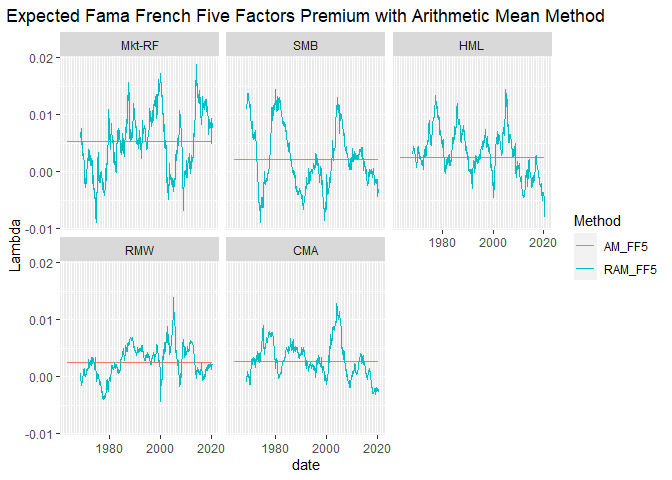 Expected Fama French Five Factors Premium with Arithmetic Mean Method
Mkt-RF
SMB
HML
0.02
0.01
0.00
-0.01
1980
2000
2020
RMW
CMA
0.02
0.01
0.00
-0.01
1980
2000
2020
1980
2000
2020
Lambda
date
Method
AM_FF5
RAM_FF5